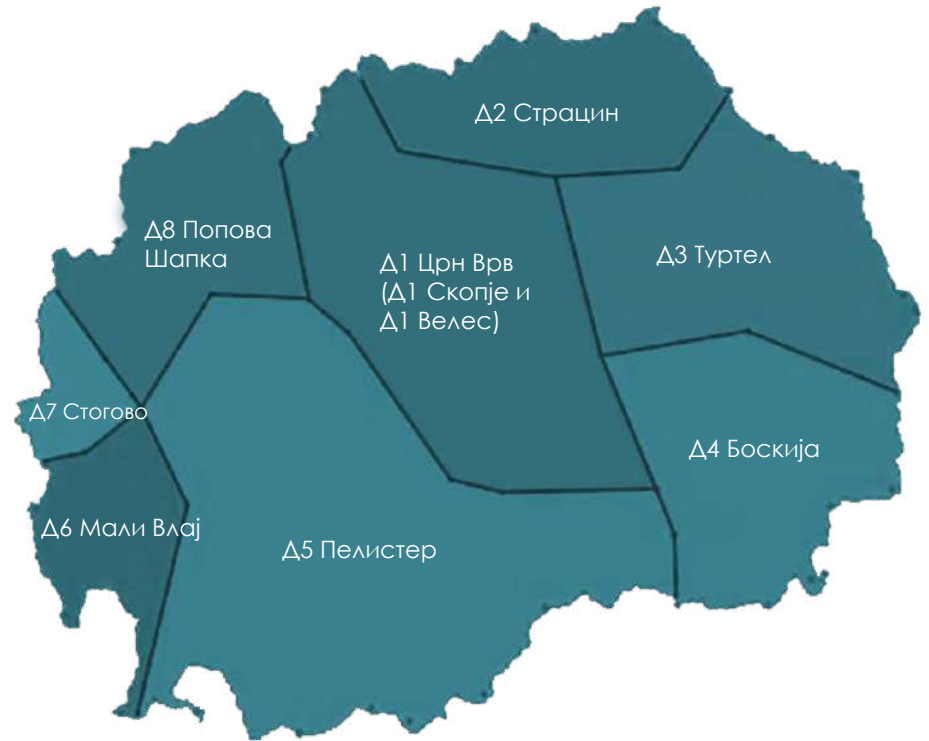 Д2 Страцин
Д8 Попова
Шапка
Д1 Црн Врв
(Д1 Скопје и
Д1 Велес)
Д3 Туртел
Д7 Стогово
Д4 Боскија
Д6 Мали Влај
Д5 Пелистер